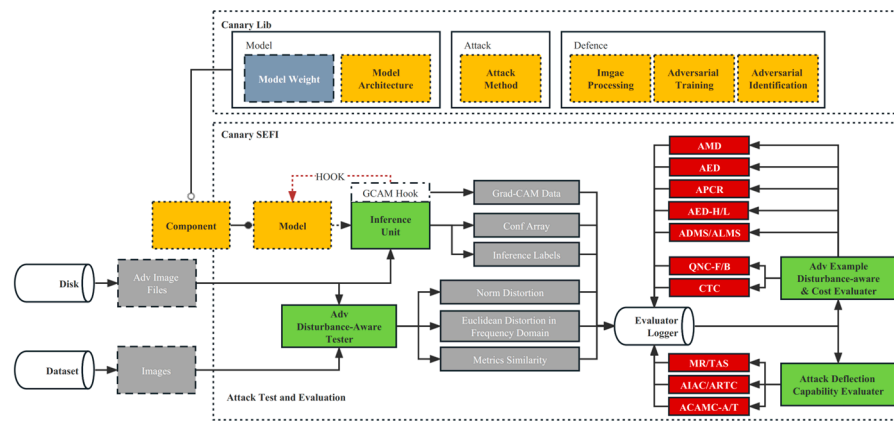 Canary Lib
Model
Model Weight
Model
Architecture
Attack
Attack
Method
Defence
Imgae
Processing
Adversarial
Training
Adversarial
Identification
Canary SEFI
HOOK
GCAM Hook
Component
Model
Inference
Unit
Grad-CAM Data
Conf Array
Inference Labels
Disk
Adv Image
Files
Adv
Disturbance-Aware
Tester
Norm Distortion
Euclidean Distortion in
Frequency Domain
Metrics Similarity
Dataset
Images
Evaluator
Logger
AMD
AED
APCR
AED-H/L
ADMS/ALMS
QNC-F/B
CTC
Adv Example
Disturbance-aware
& Cost Evaluater
MR/TAS
AIAC/ARTC
ACAMC-A/T
Attack Deflection
Capability Evaluater
Attack Test and Evaluation